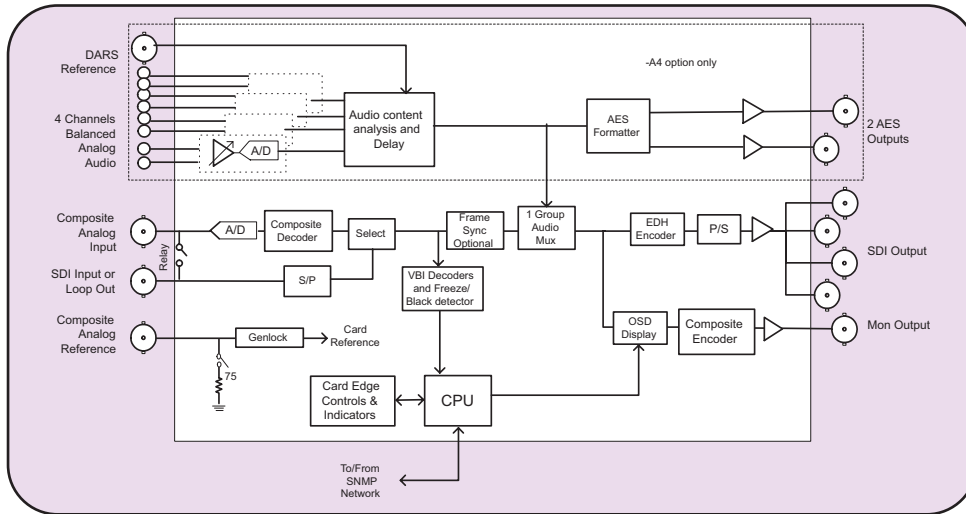 DARS
Reference
-A4 option only
4 Channels
Balanced
Analog
Audio
A/D
Audio content
analysis and
Delay
AES
Formatter
2 AES
Outputs
Composite
Analog
Input
Relay
A/D
Composite
Decoder
Select
Frame
Sync
Optional
1 Group
Audio
Mux
EDH
Encoder
P/S
SDI Output
SDI Input or
Loop Out
S/P
VBI Decoders
and Freeze/
Black detector
Composite
Analog
Reference
Genlock
Card
Reference
75
OSD
Display
Composite
Encoder
Mon Output
Card Edge
Controls &
Indicators
CPU
To/From
SNMP
Network